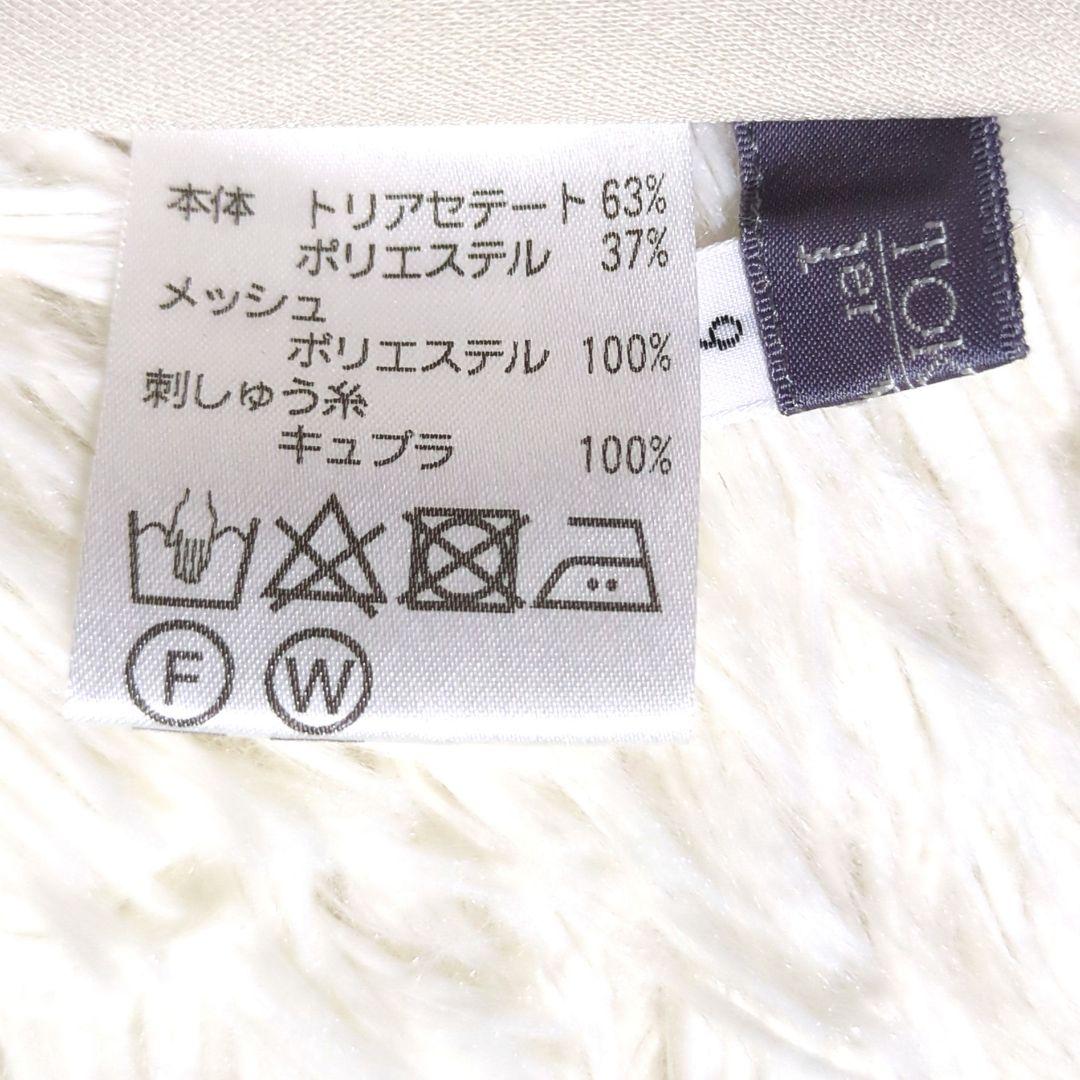 本体 トリアセテート 63%
ポリエステル 37%
メッシュ
ポリエステル 100%
刺しゅう糸
キュプラ 100%
F W
9